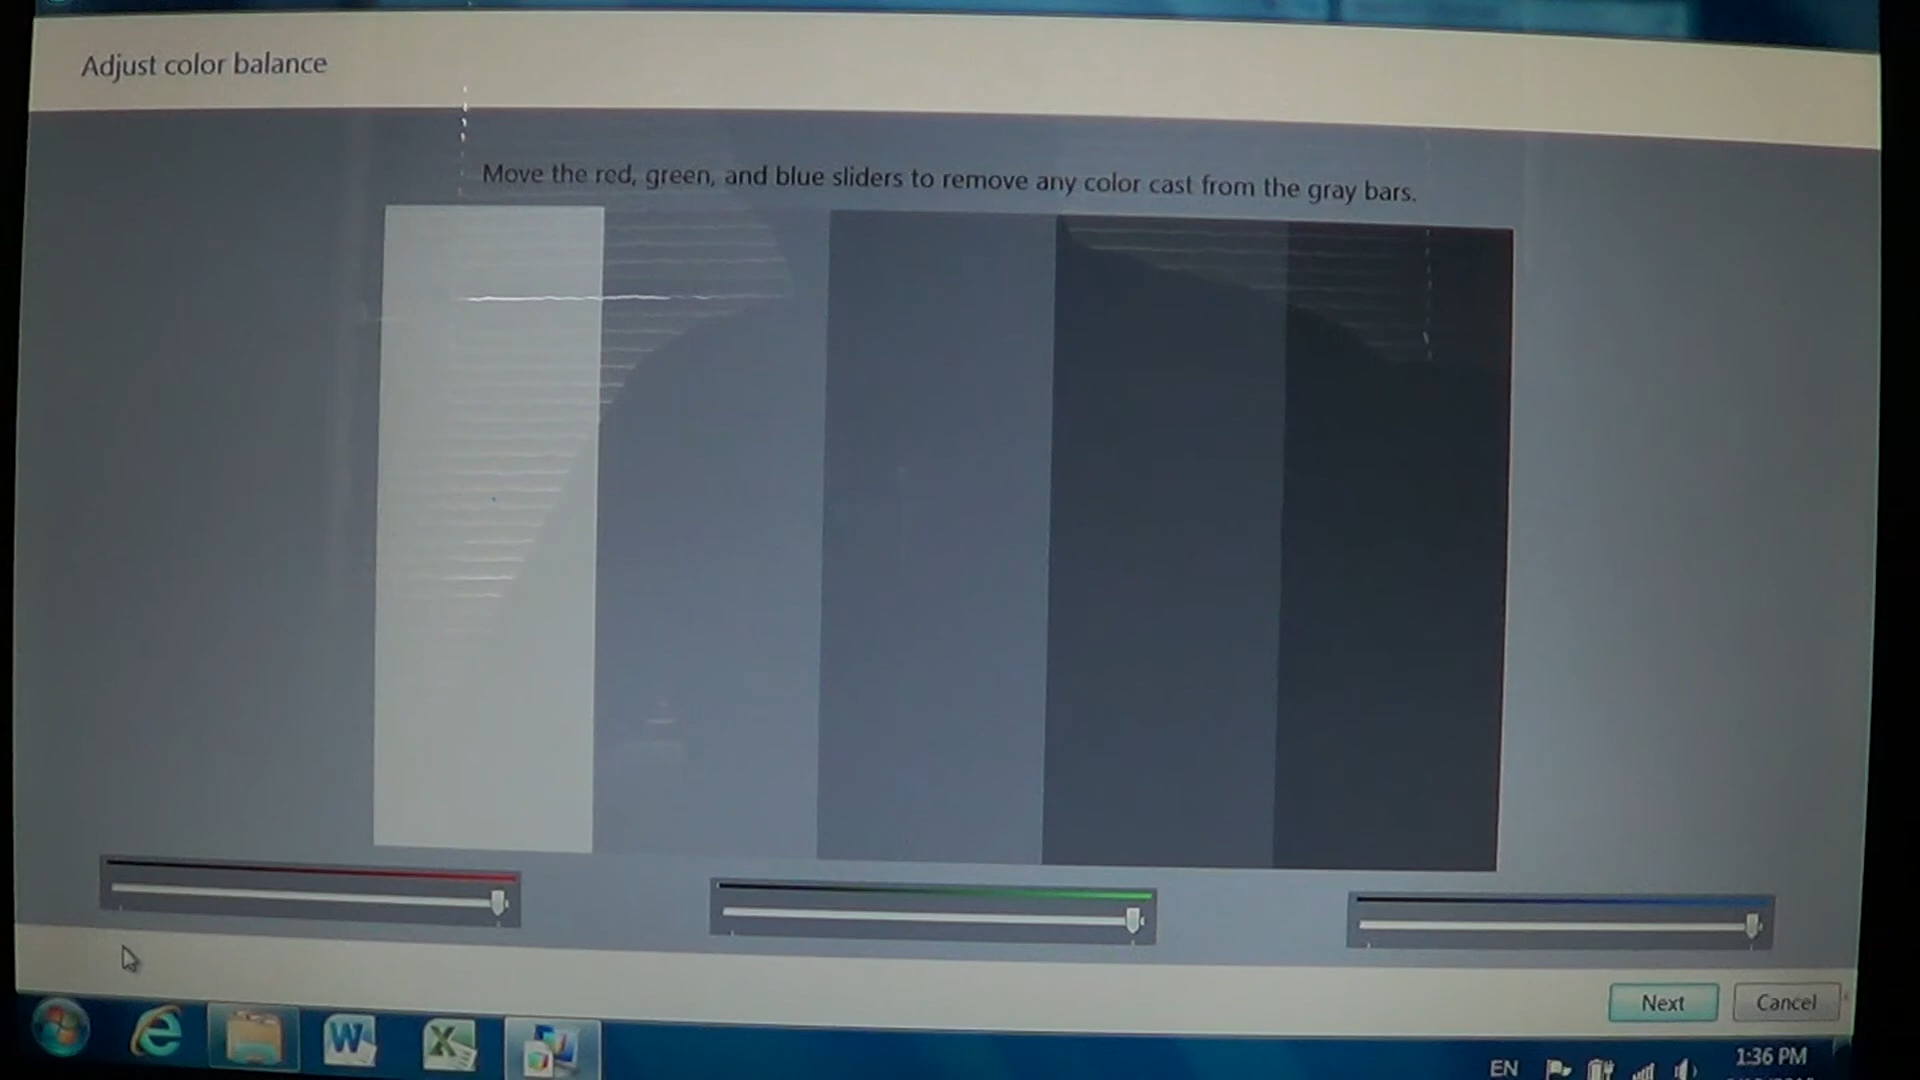 Adjust color balance
Move the red, green, and blue sliders to remove any color cast from the gray bars.
Next
Cancel
W
X
EN
1:36 PM